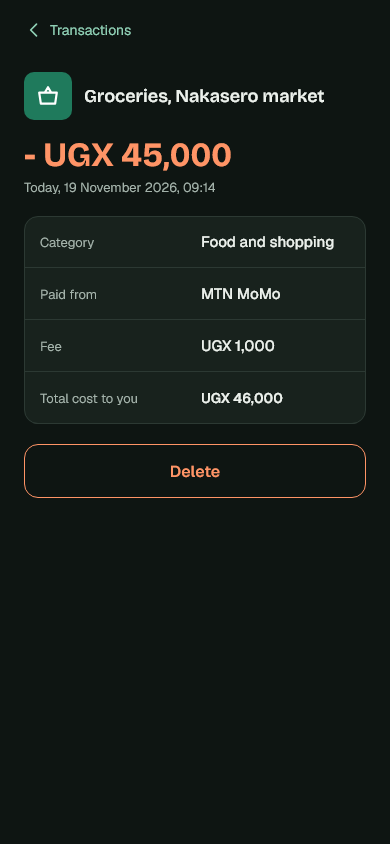 Transactions
Groceries, Nakasero market
- UGX 45,000
Today, 19 November 2026, 09:14
Category Food and shopping
Paid from MTN MoMo
Fee UGX 1,000
Total cost to you UGX 46,000
Delete